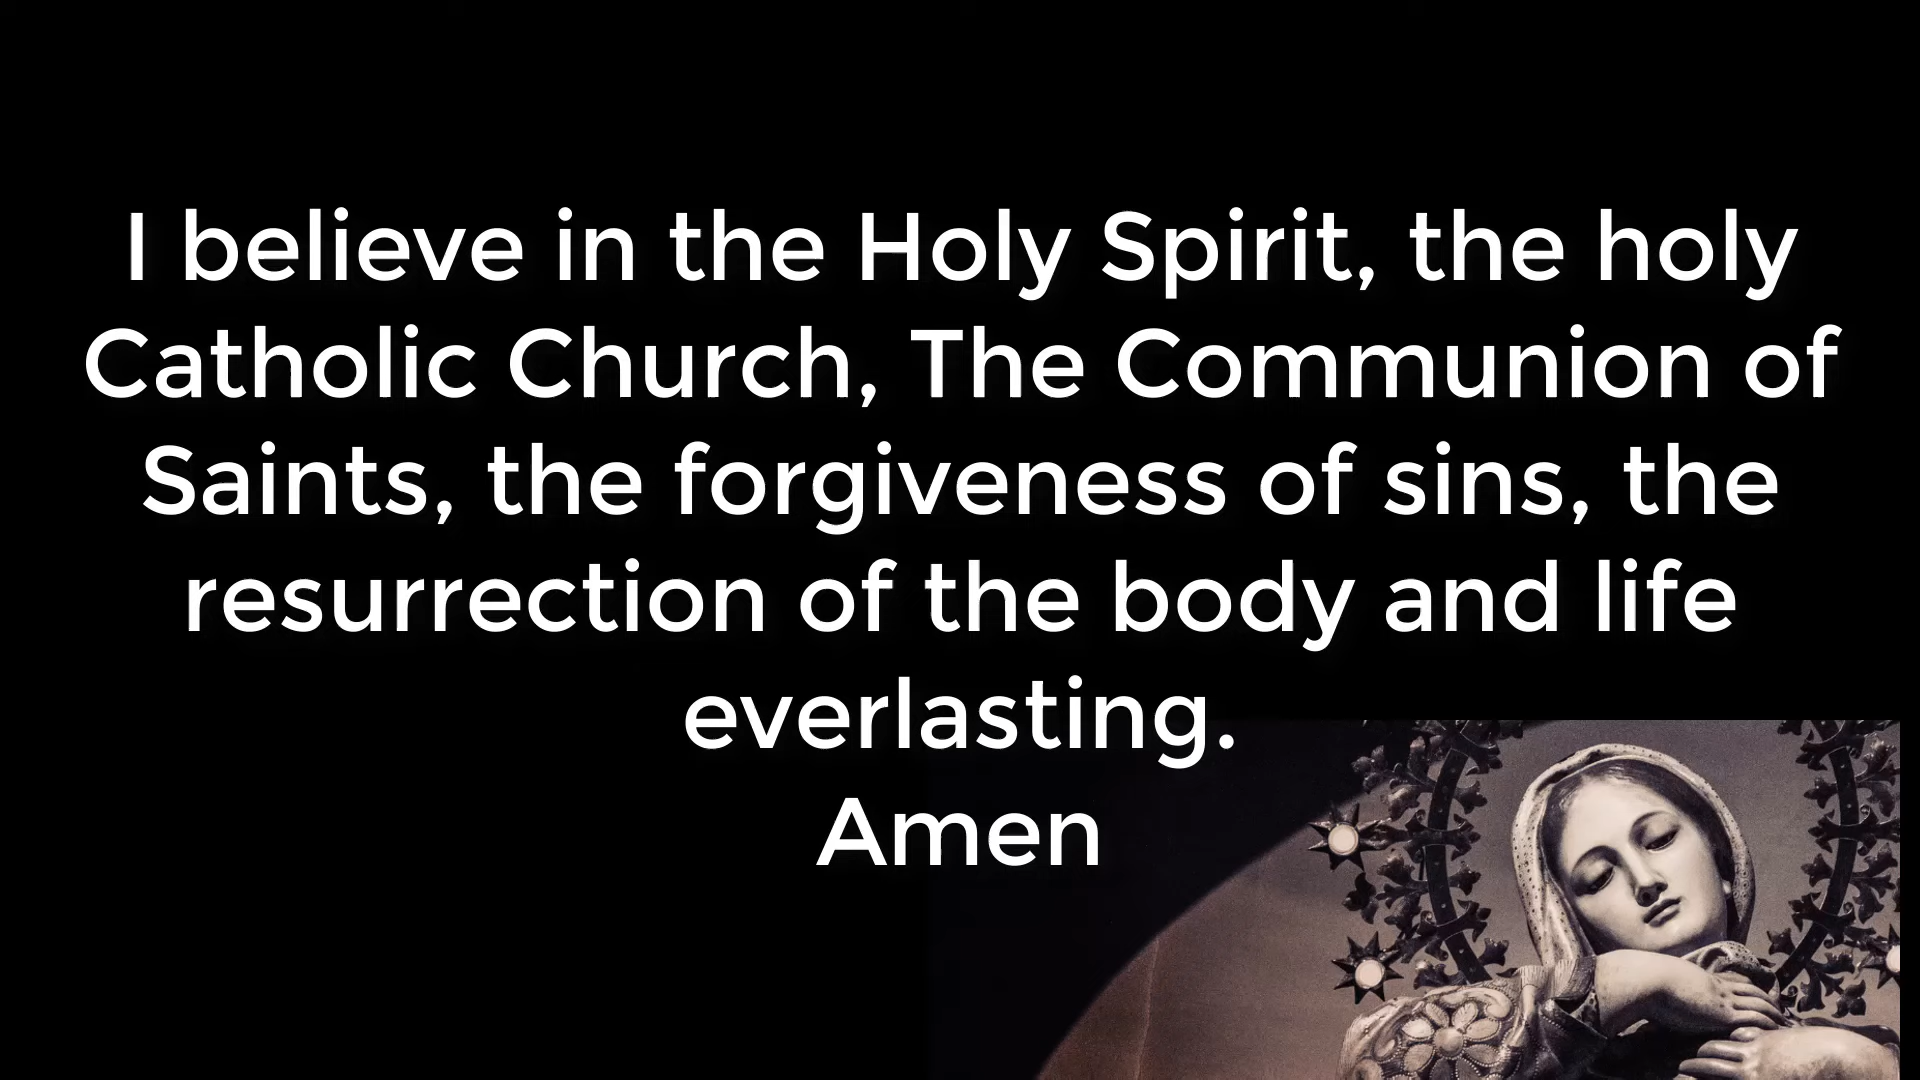 I believe in the Holy Spirit, the holy
Catholic Church, The Communion of
Saints, the forgiveness of sins, the
resurrection of the body and life
everlasting.
Amen